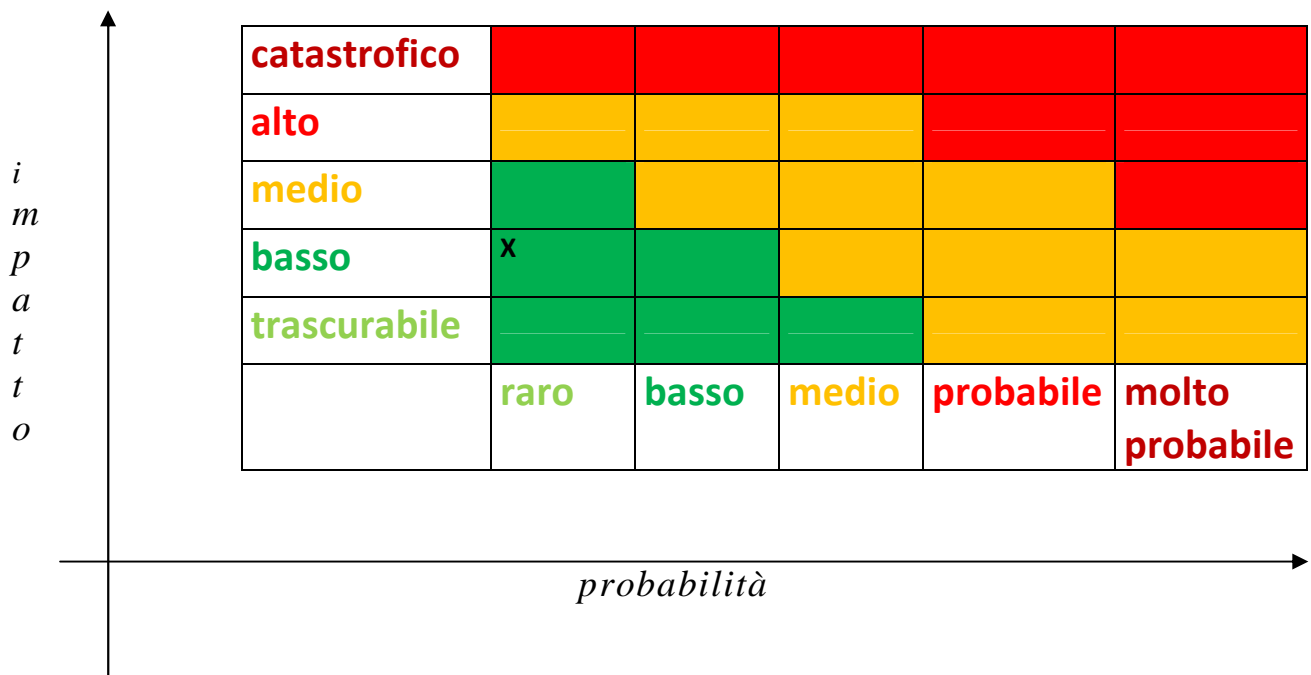 catastrofico
alto
medio
basso X
trascurabile
raro basso medio probabile molto
probabile
i
m
p
a
t
t
o
probabilità